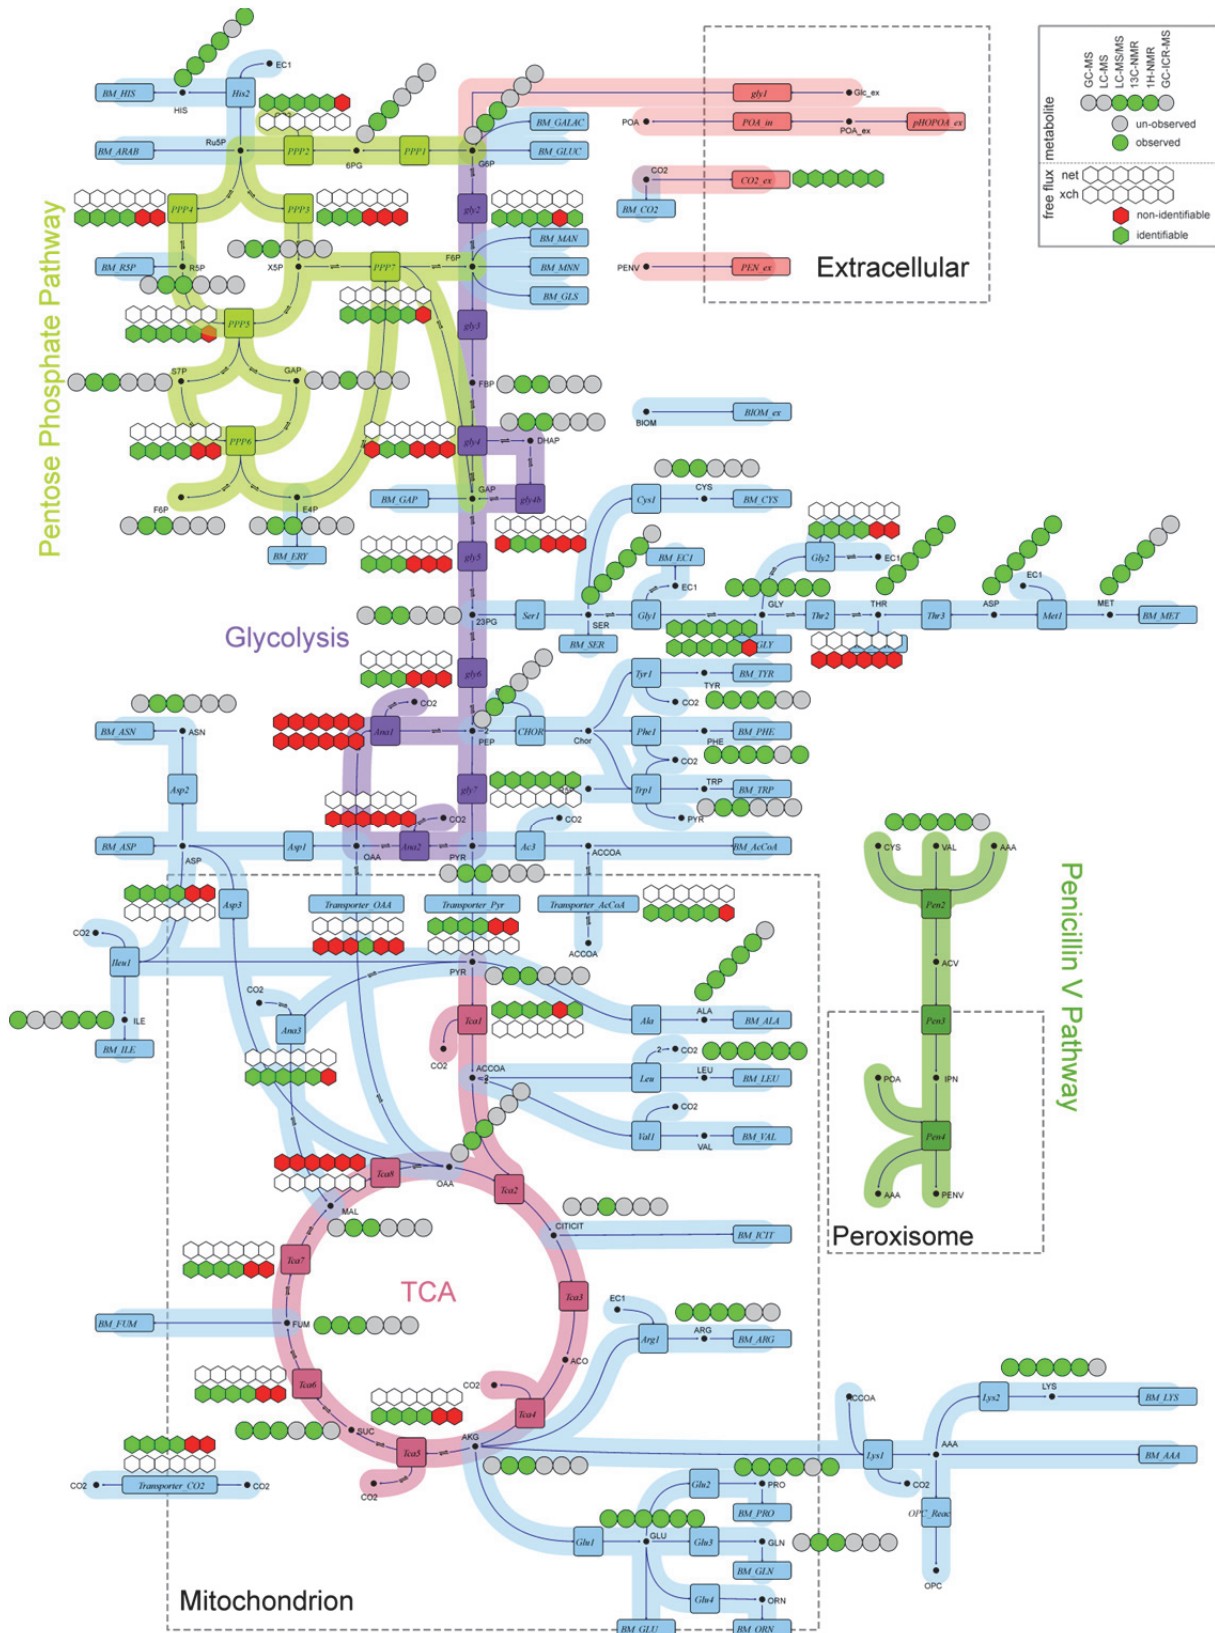 GC-MS
LC-MS
LC-MS/MS
13C-NMR
1H-NMR
GC-ICR-MS
metabolite
un-observed
observed
free flux
net
xch
non-identifiable
identifiable
EC1
BM_HIS
HIS
His2
gly1
Glc_ex
POA
POA_in
POA_ex
pHOPOA_ex
BM_GALAC
BM_ARAB
Ru5P
PPP2
6PG
PPP1
G6P
BM_GLUC
CO2
CO2_ex
BM_CO2
PPP4
PPP3
gly2
BM_MAN
BM_R5P
R5P
X5P
PPP7
F6P
BM_MNN
PENV
PEN_ex
Extracellular
BM_GLS
Pentose Phosphate Pathway
PPP5
gly3
S7P
GAP
FBP
BIOM
BIOM_ex
PPP6
gly4
DHAP
F6P
E4P
BM_GAP
GAP
gly4b
Cys1
CYS
BM_CYS
BM_ERY
gly5
BM_EC1
EC1
Gly2
EC1
EC1
Glycolysis
23PG
Ser1
SER
Gly1
GLY
Thr2
THR
Thr3
ASP
Met1
MET
BM_MET
BM_SER
GLY
gly6
Tyr1
TYR
BM_TYR
CO2
CO2
BM_ASN
ASN
Ana1
2
PEP
CHOR
Chor
Phe1
PHE
BM_PHE
CO2
Asp2
gly7
Trp1
TRP
BM_TRP
PYR
CO2
CO2
BM_ASP
ASP
Asp1
OAA
Ana2
PYR
Ac3
ACCOA
BM_AcCoA
CYS
VAL
AAA
Asp3
Transporter_OAA
Transporter_Pyr
Transporter_AcCoA
Pen2
Penicillin V Pathway
CO2
Ileu1
ACCOA
PYR
ACV
CO2
ILE
Ana3
Tca1
Ala
ALA
BM_ALA
Pen3
BM_ILE
CO2
2
CO2
ACCOA
2
Leu
LEU
BM_LEU
POA
IPN
CO2
Val1
VAL
BM_VAL
Pen4
Tca8
OAA
Tca2
AAA
PENV
MAL
CITICIT
BM_ICIT
Peroxisome
Tca7
TCA
Tca3
EC1
BM_FUM
FUM
Arg1
ARG
BM_ARG
ACO
Tca6
CO2
Tca4
Lys2
LYS
BM_LYS
SUC
Tca5
AKG
Lys1
AAA
BM_AAA
CO2
Transporter_CO2
CO2
CO2
CO2
Glu2
PRO
BM_PRO
Glu1
GLU
Glu3
GLN
BM_GLN
OPC
Mitochondrion
Glu4
ORN
BM_GLU
BM_ORN